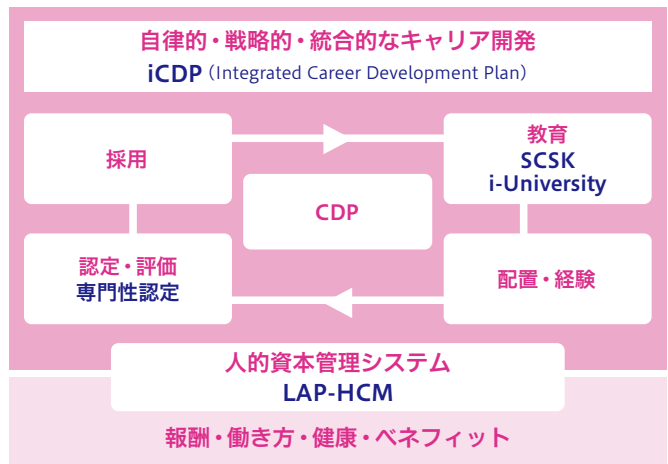 自律的・戦略的・統合的なキャリア開発
iCDP（Integrated Career Development Plan）
採用
教育
SCSK
i-University
CDP
認定・評価
専門性認定
配置・経験
人的資本管理システム
LAP-HCM
報酬・働き方・健康・ベネフィット